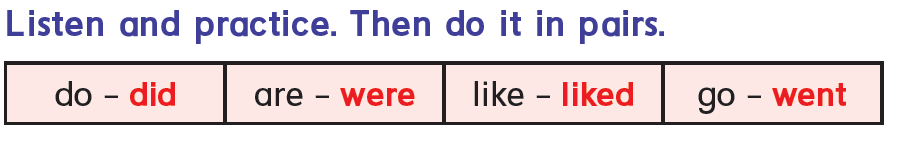 Listen and practice. Then do it in pairs.
do – did are – were like – liked go – went